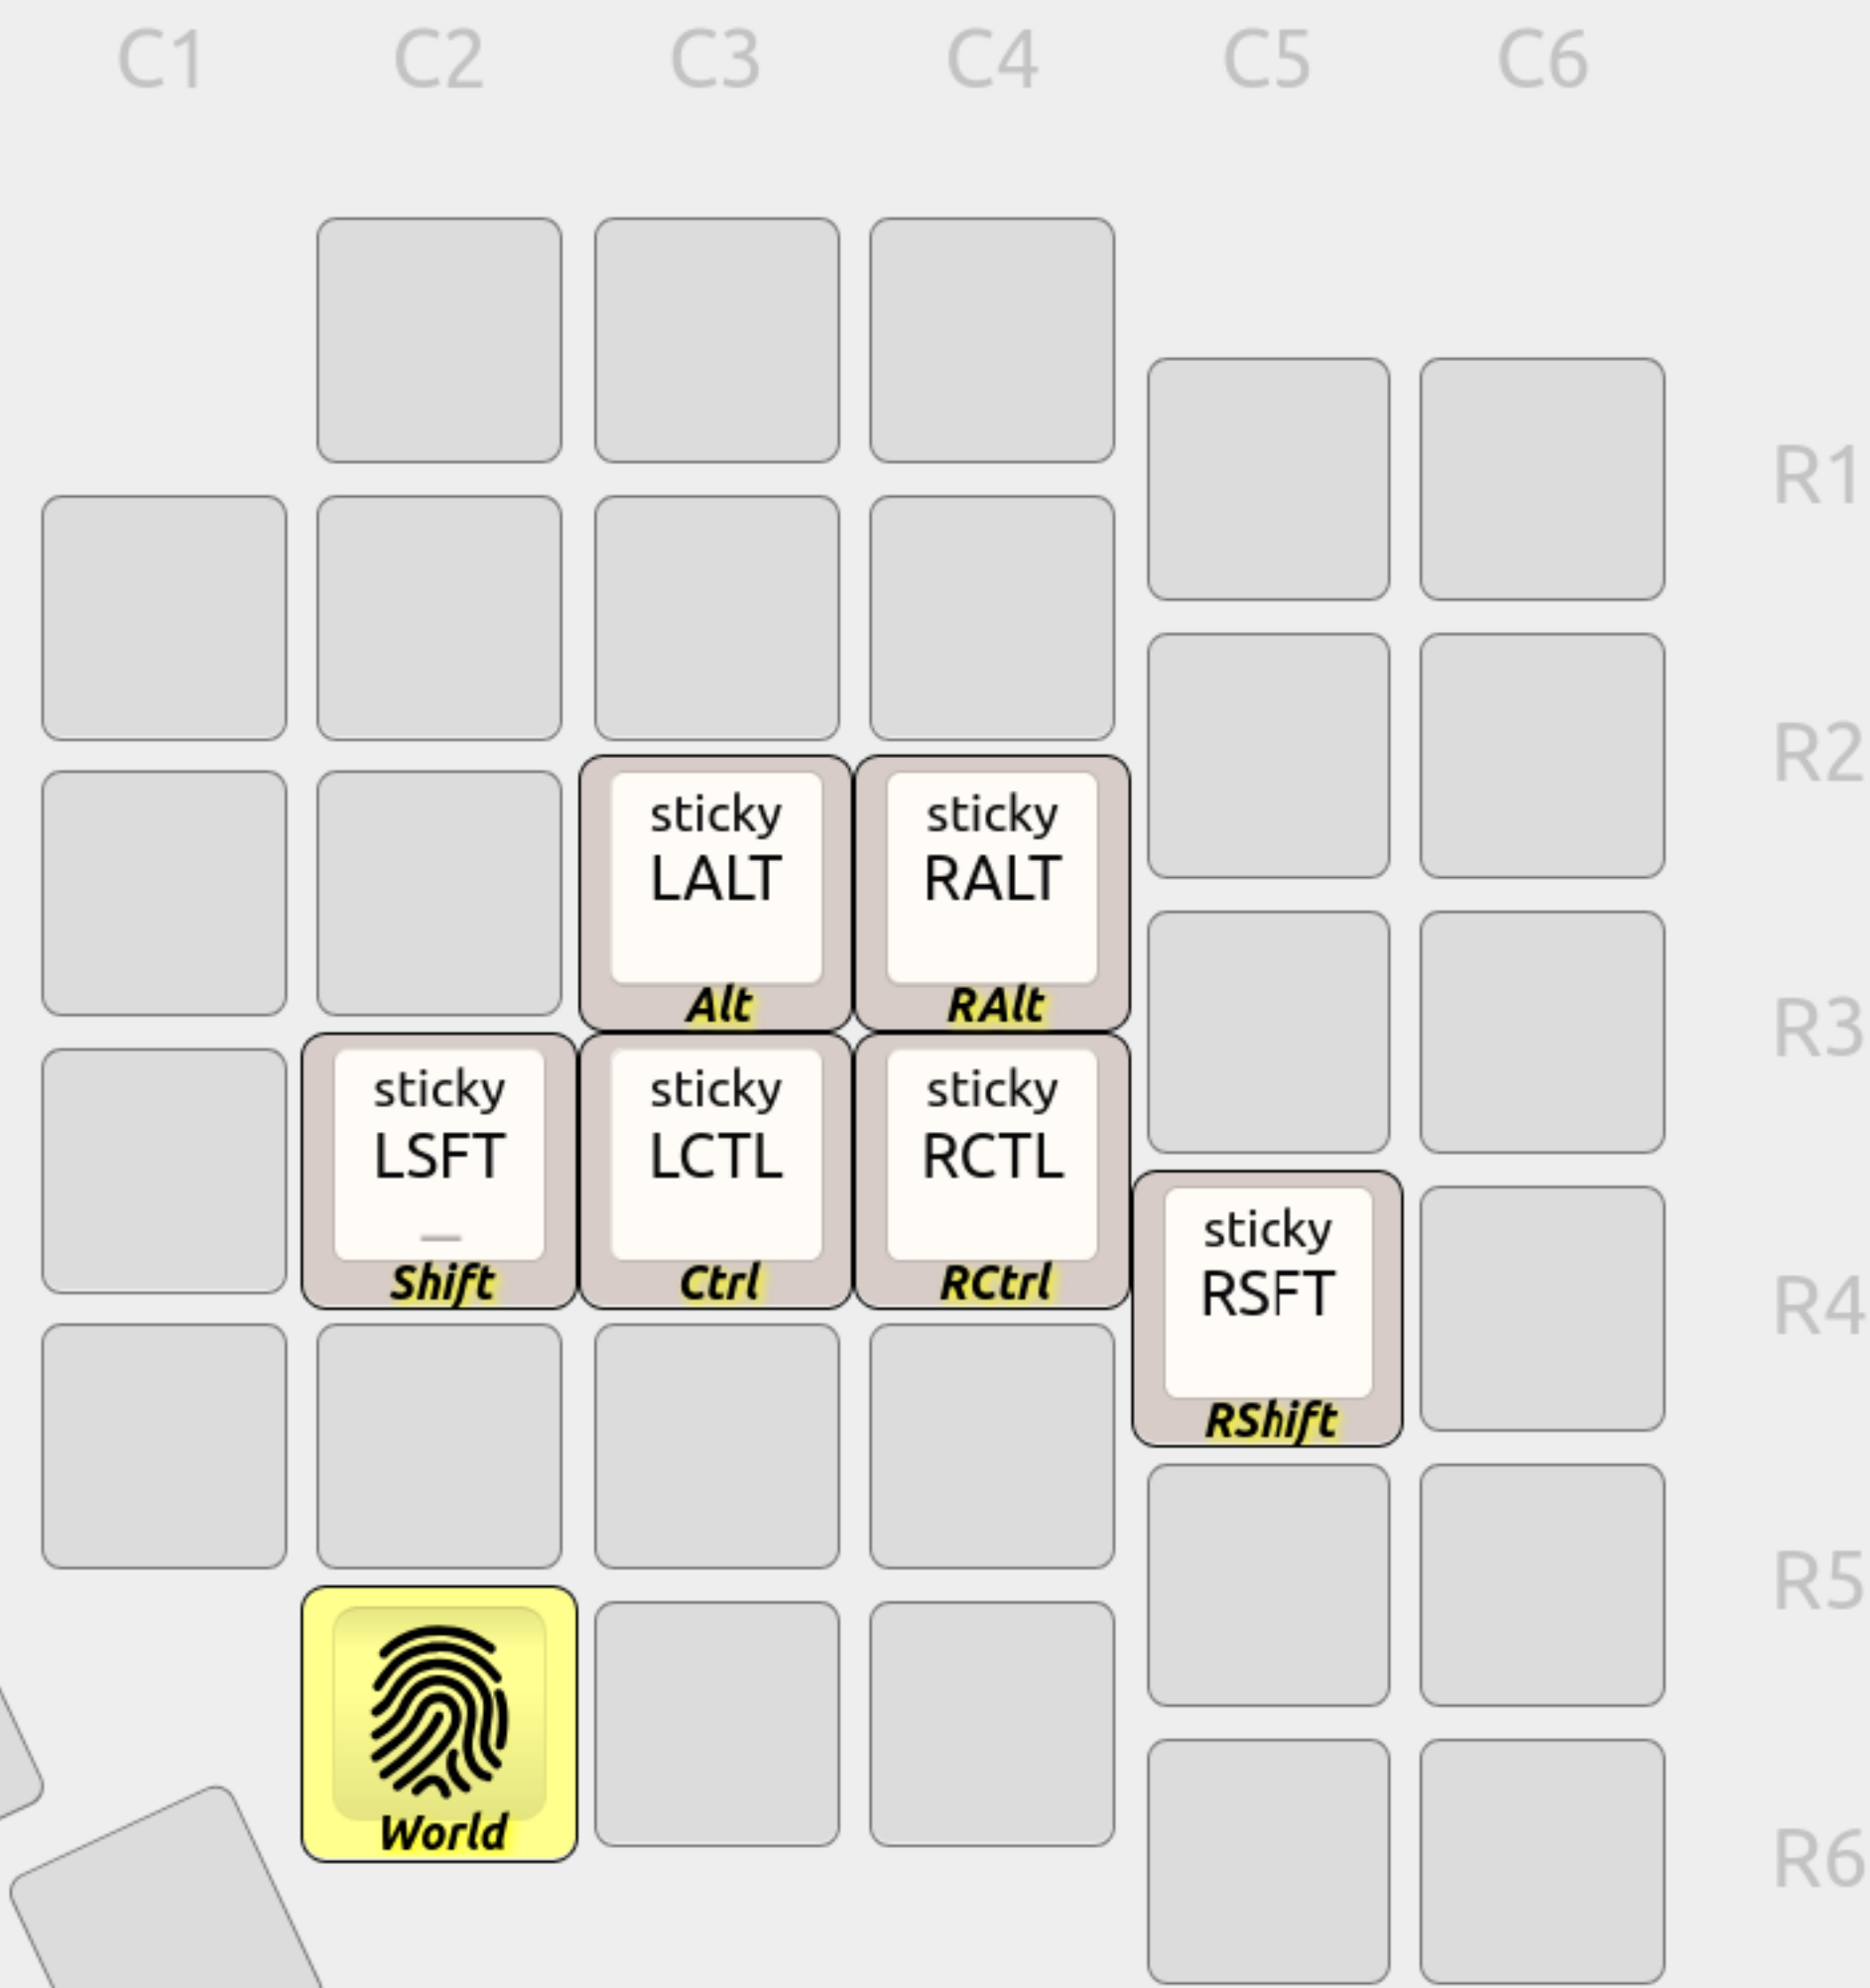 C1 C2 C3 C4 C5 C6
R1
R2
sticky sticky
LALT RALT
Alt RAlt
R3
sticky sticky sticky
LSFT LCTL RCTL
_
Shift Ctrl RCtrl
sticky
RSFT
RShift
R4
R5
World
R6